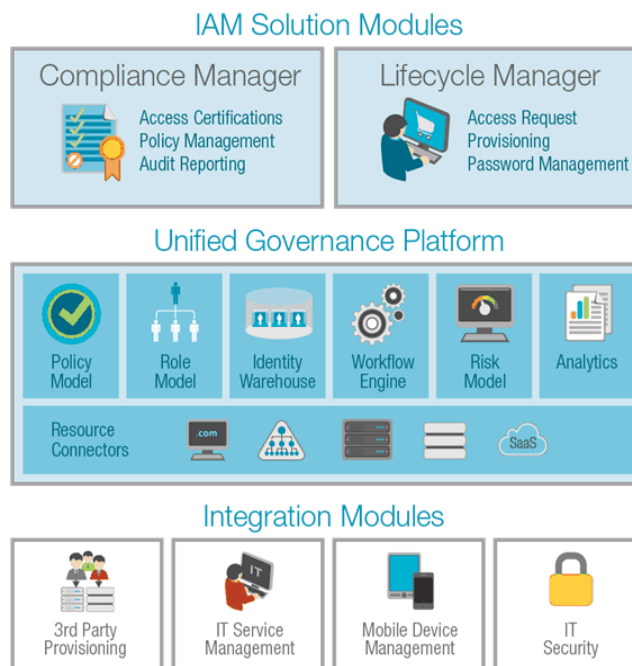 IAM Solution Modules
Compliance Manager
Access Certifications
Policy Management
Audit Reporting
Lifecycle Manager
Access Request
Provisioning
Password Management
Unified Governance Platform
Policy
Model
Role
Model
Identity
Warehouse
Workflow
Engine
Risk
Model
Analytics
Resource
Connectors
.com
SaaS
Integration Modules
3rd Party
Provisioning
IT
IT Service
Management
Mobile Device
Management
IT
Security